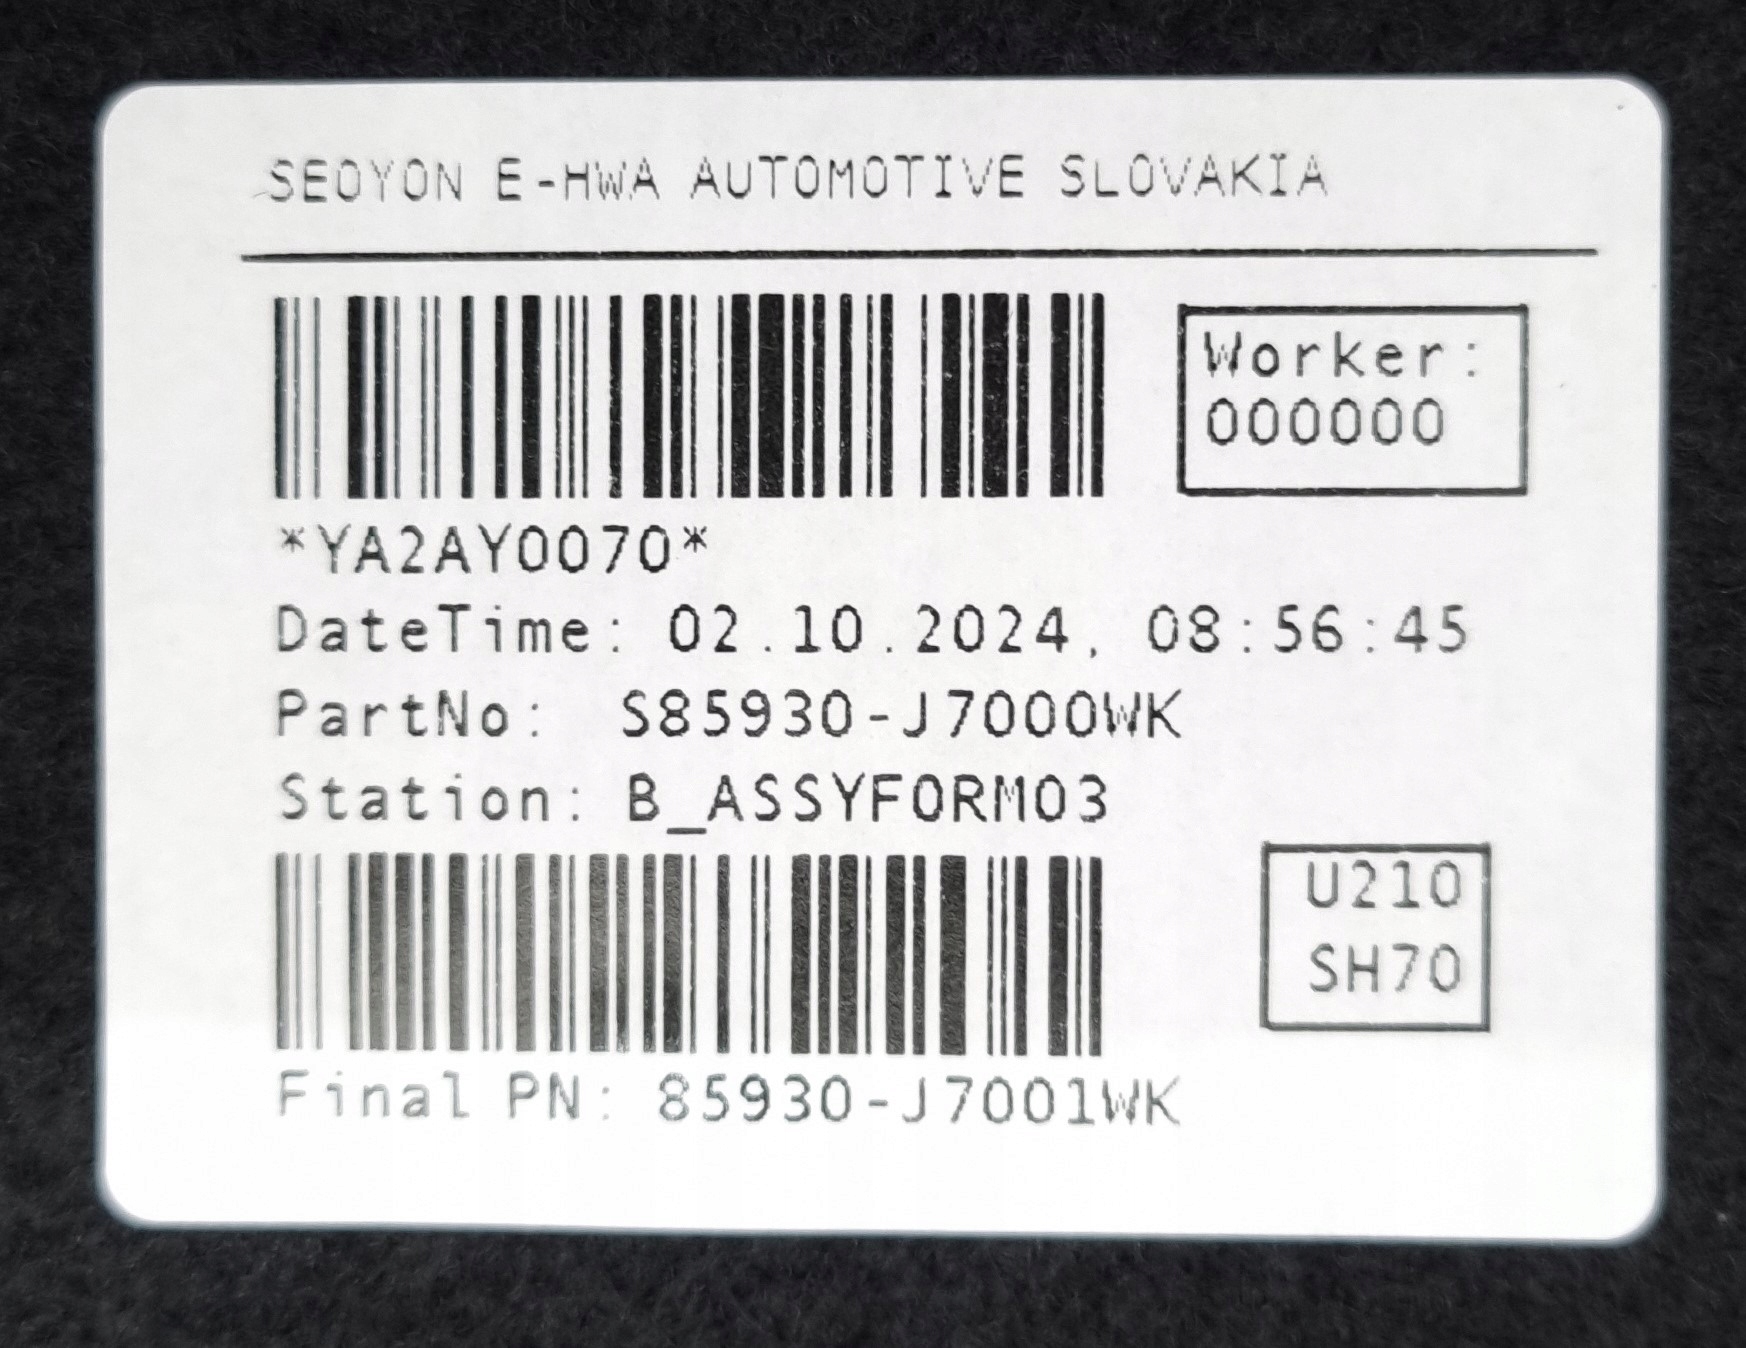 SEOYON E-HWA AUTOMOTIVE SLOVAKIA
Worker:
000000
*YA2AY0070*
DateTime: 02.10.2024, 08:56:45
PartNo: S85930-J7000WK
Station: B_ASSYFORM03
U210
SH70
Final PN: 85930-J7001WK